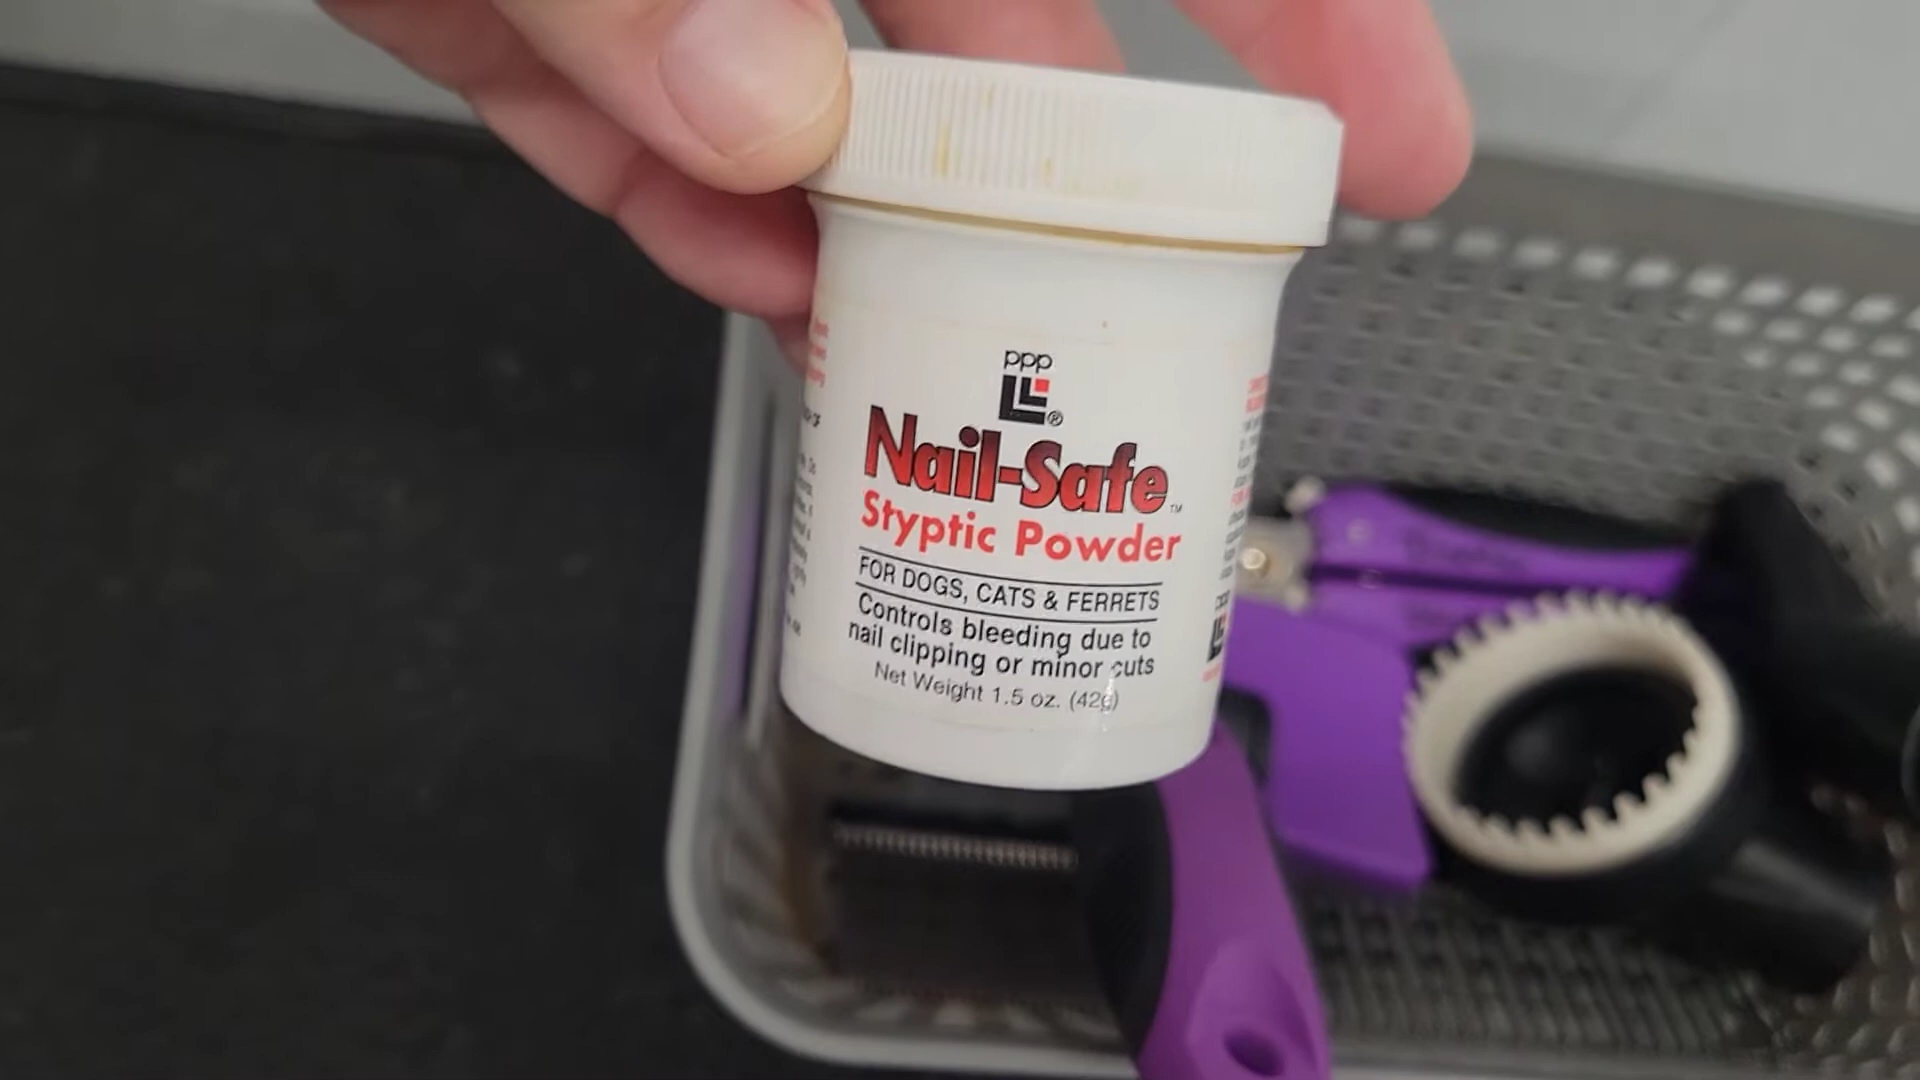 ppp
®
Nail-Safe™
Styptic Powder
FOR DOGS, CATS & FERRETS
Controls bleeding due to
nail clipping or minor cuts
Net Weight 1.5 oz. (42g)